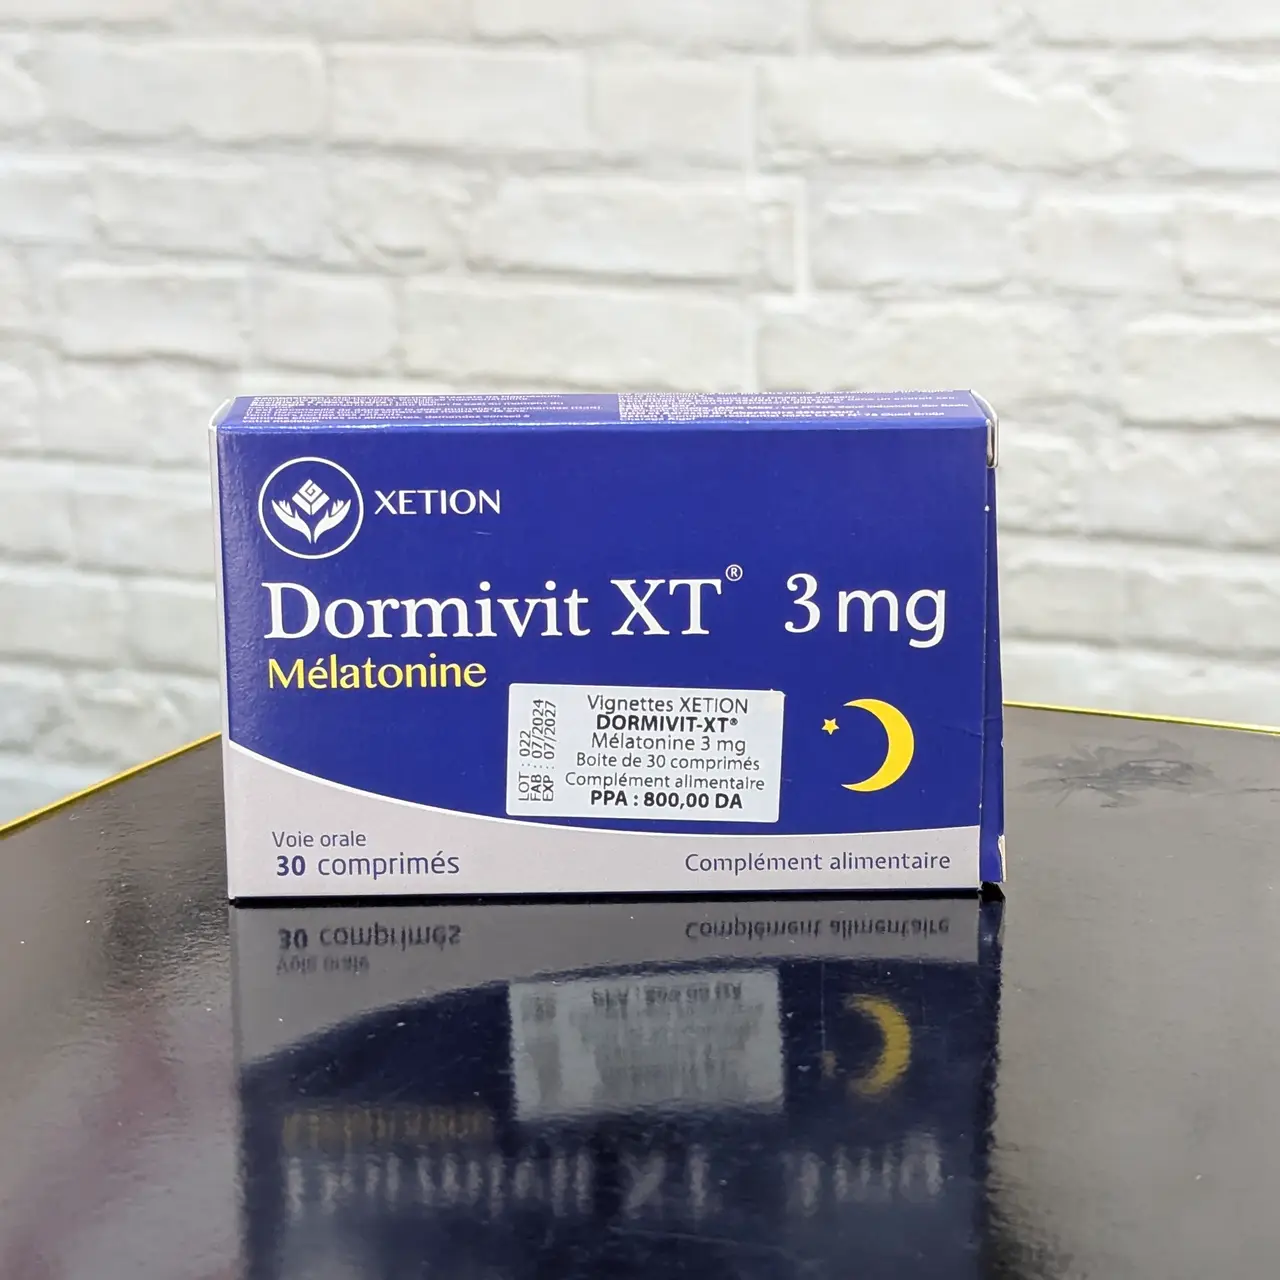 XETION
Dormivit XT® 3 mg
Mélatonine
LOT : 022
FAB : 07/2024
EXP : 07/2027
Vignettes XETION
DORMIVIT-XT®
Mélatonine 3 mg
Boite de 30 comprimés
Complément alimentaire
PPA : 800,00 DA
Voie orale
30 comprimés
Complément alimentaire